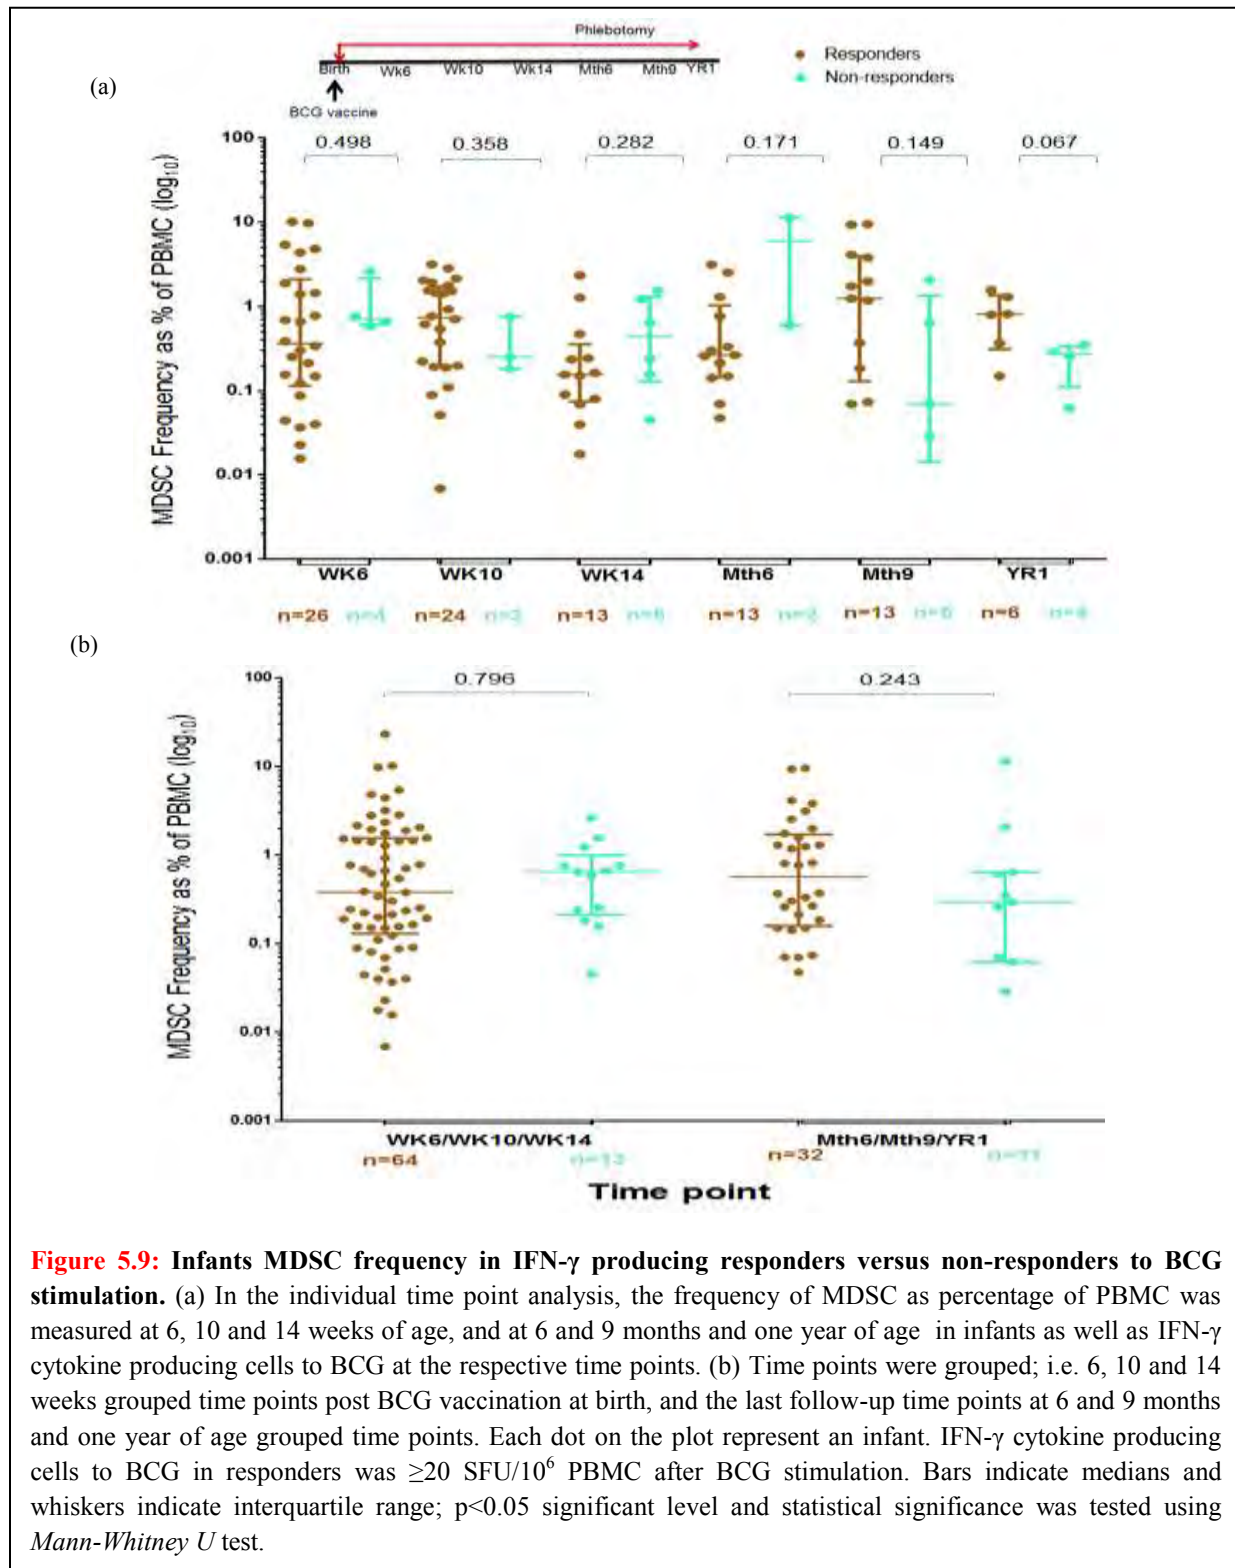 Phlebotomy
Responders
Non-responders
Birth Wk6 Wk10 Wk14 Mth6 Mth9 YR1
(a)
BCG vaccine
MDSC Frequency as % of PBMC (log10)
100
10
1
0.1
0.01
0.001
0.498 0.358 0.282 0.171 0.149 0.067
WK6 WK10 WK14 Mth6 Mth9 YR1
n=26 n=4 n=24 n=3 n=13 n=6 n=13 n=2 n=13 n=5 n=6 n=4
(b)
MDSC Frequency as % of PBMC (log10)
100
10
1
0.1
0.01
0.001
0.796 0.243
WK6/WK10/WK14 Mth6/Mth9/YR1
n=64 n=13 n=32 n=11
Time point
Figure 5.9: Infants MDSC frequency in IFN-γ producing responders versus non-responders to BCG
stimulation. (a) In the individual time point analysis, the frequency of MDSC as percentage of PBMC was
measured at 6, 10 and 14 weeks of age, and at 6 and 9 months and one year of age in infants as well as IFN-γ
cytokine producing cells to BCG at the respective time points. (b) Time points were grouped; i.e. 6, 10 and 14
weeks grouped time points post BCG vaccination at birth, and the last follow-up time points at 6 and 9 months
and one year of age grouped time points. Each dot on the plot represent an infant. IFN-γ cytokine producing
cells to BCG in responders was ≥20 SFU/10⁶ PBMC after BCG stimulation. Bars indicate medians and
whiskers indicate interquartile range; p<0.05 significant level and statistical significance was tested using
Mann-Whitney U test.